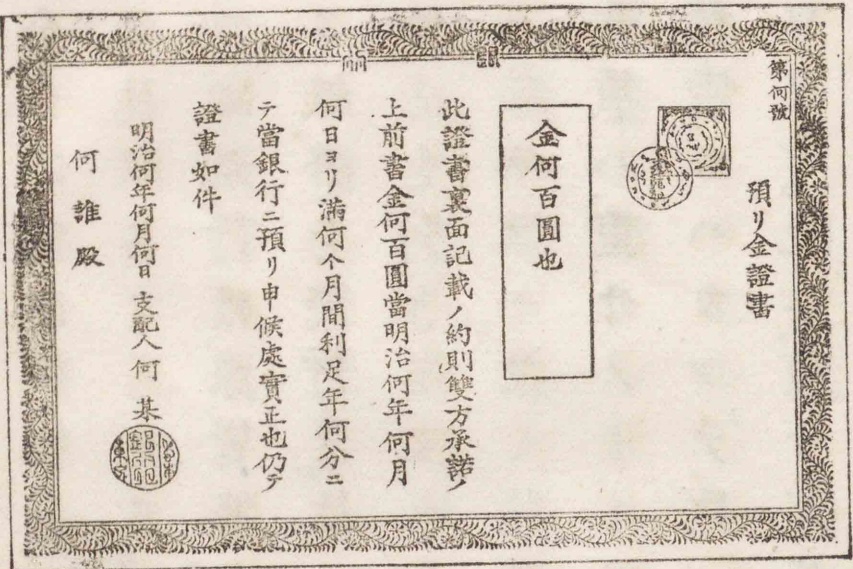 第何號
預リ金證書
金何百圓也
此證書裏面記載ノ約則雙方承諾ノ
上前書金何百圓當明治何年何月
何日ヨリ滿何个月間利足年何分ニ
テ當銀行ニ預リ申候處實正也仍テ
證書如件
明治何年何月何日 支配人 何某
何誰殿